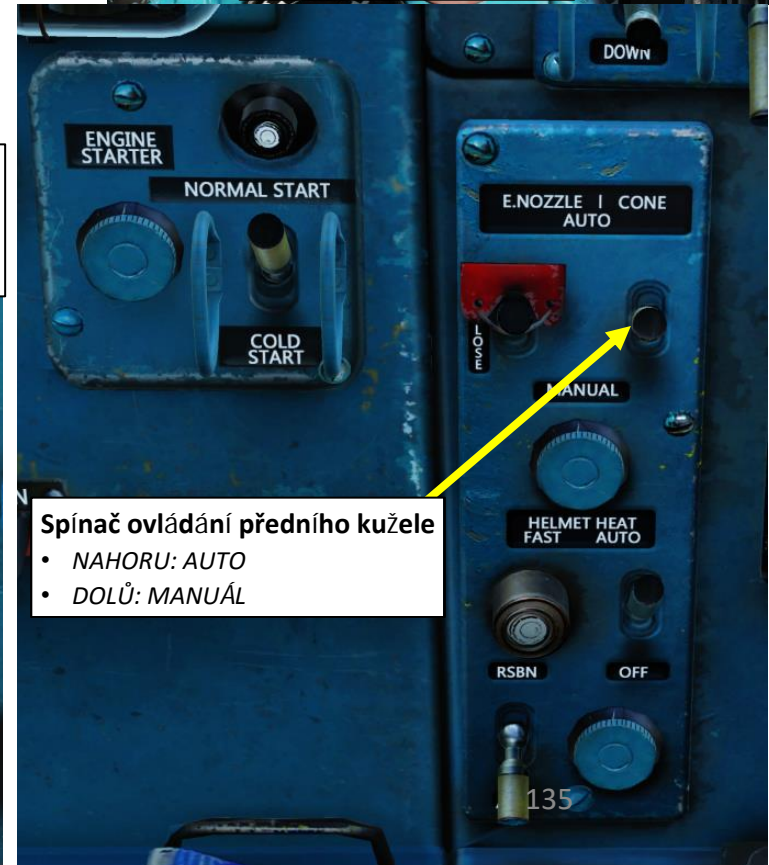 DOWN
ENGINE
STARTER
NORMAL START
COLD
START
E.NOZZLE I CONE
AUTO
LOSE
MANUAL
Spínač ovládání předního kužele
• NAHORU: AUTO
• DOLŮ: MANUÁL
N
HELMET HEAT
FAST AUTO
RSBN
OFF
135